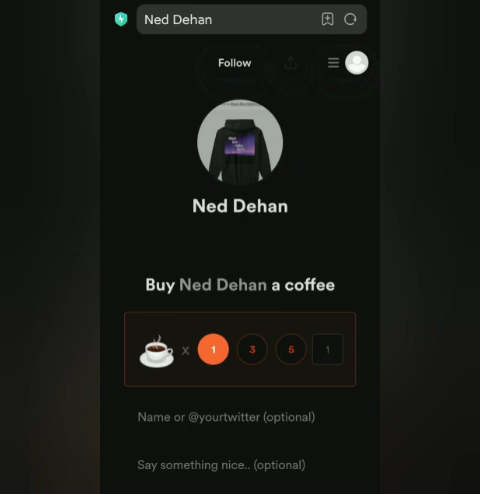 Ned Dehan
Follow
Ned Dehan
Buy Ned Dehan a coffee
x 1 3 5 1
Name or @yourtwitter (optional)
Say something nice.. (optional)